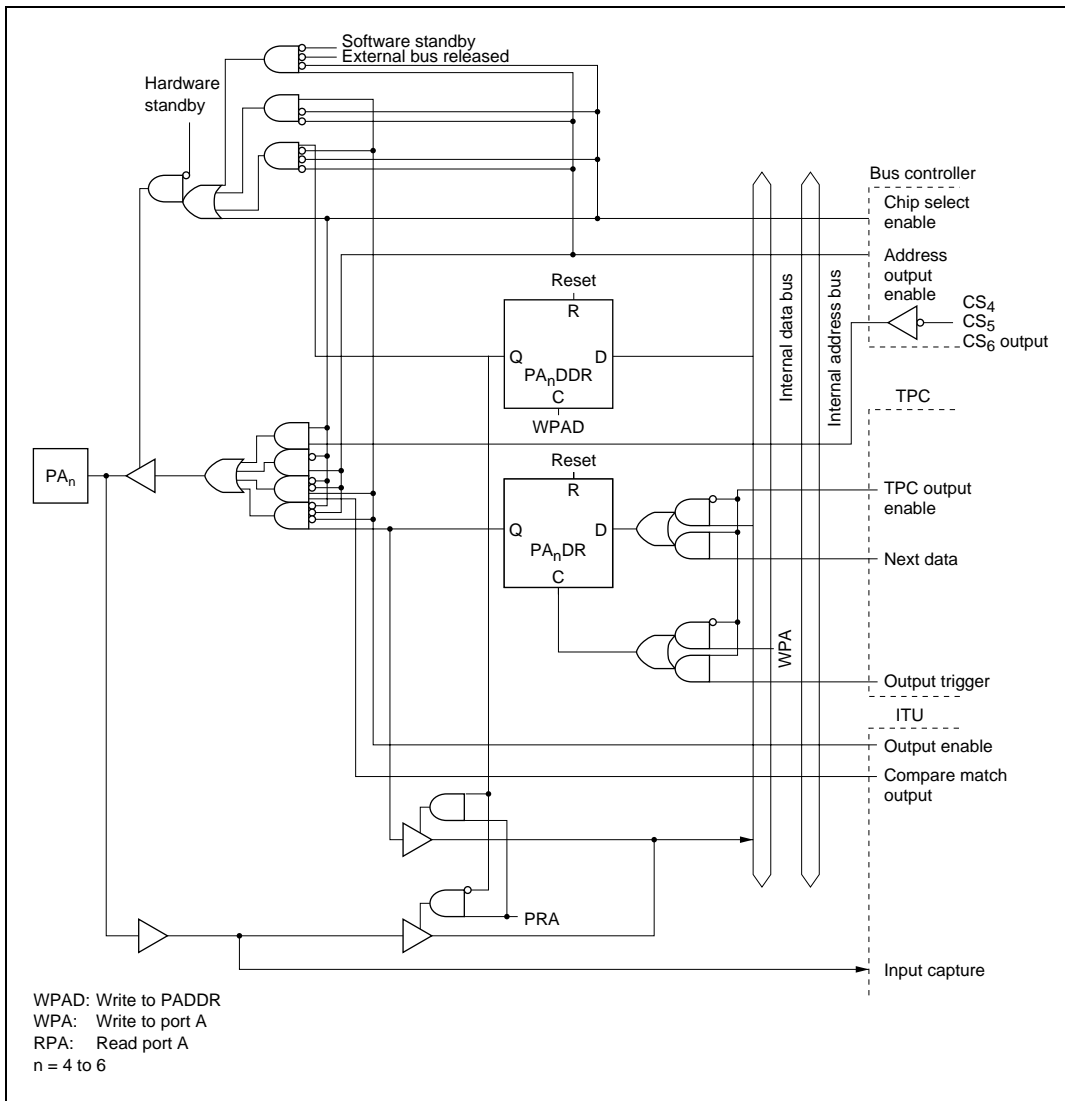 Software standby
External bus released
Hardware
standby
Bus controller
Chip select
enable
Address
output
enable
CS4
CS5
CS6 output
Internal data bus
Internal address bus
Reset
R
Q
D
PAnDDR
C
WPAD
TPC
PAn
Reset
R
Q
D
PAnDR
C
TPC output
enable
Next data
WPA
Output trigger
ITU
Output enable
Compare match
output
PRA
Input capture
WPAD: Write to PADDR
WPA: Write to port A
RPA: Read port A
n = 4 to 6